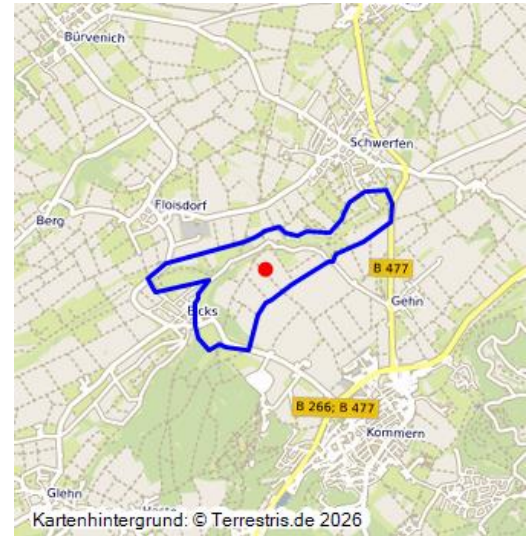 Bürvenich
Schwerfen
Floisdorf
Berg
B 477
Gehn
Eicks
B 266; B 477
Kommern
Glehn
Kartenhintergrund: © Terrestris.de 2026